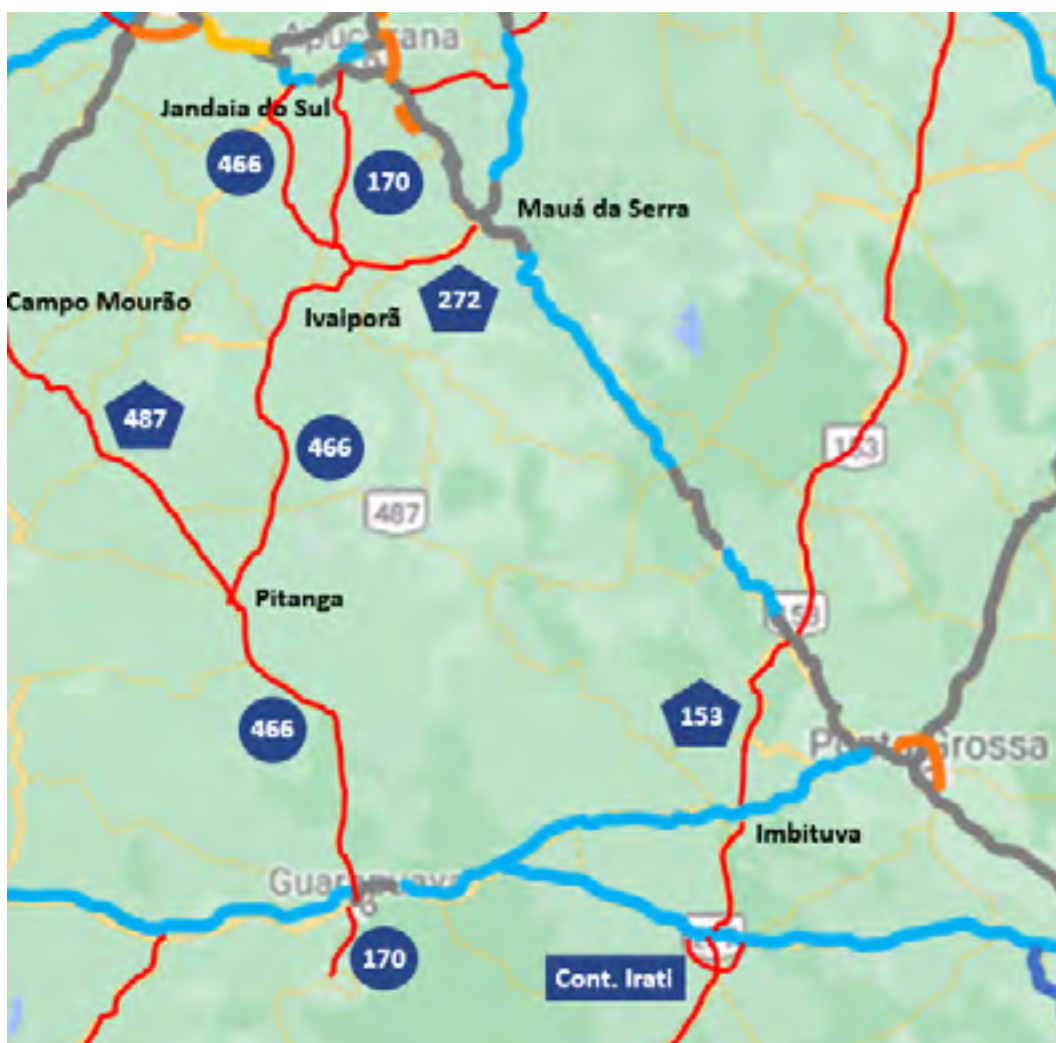 Apucarana
Jandaia do Sul
466
170
Mauá da Serra
Campo Mourão
272
Ivaiporã
487
153
466
487
Pitanga
153
466
153
Ponta Grossa
Imbituva
Guarapuava
170
Cont. Irati